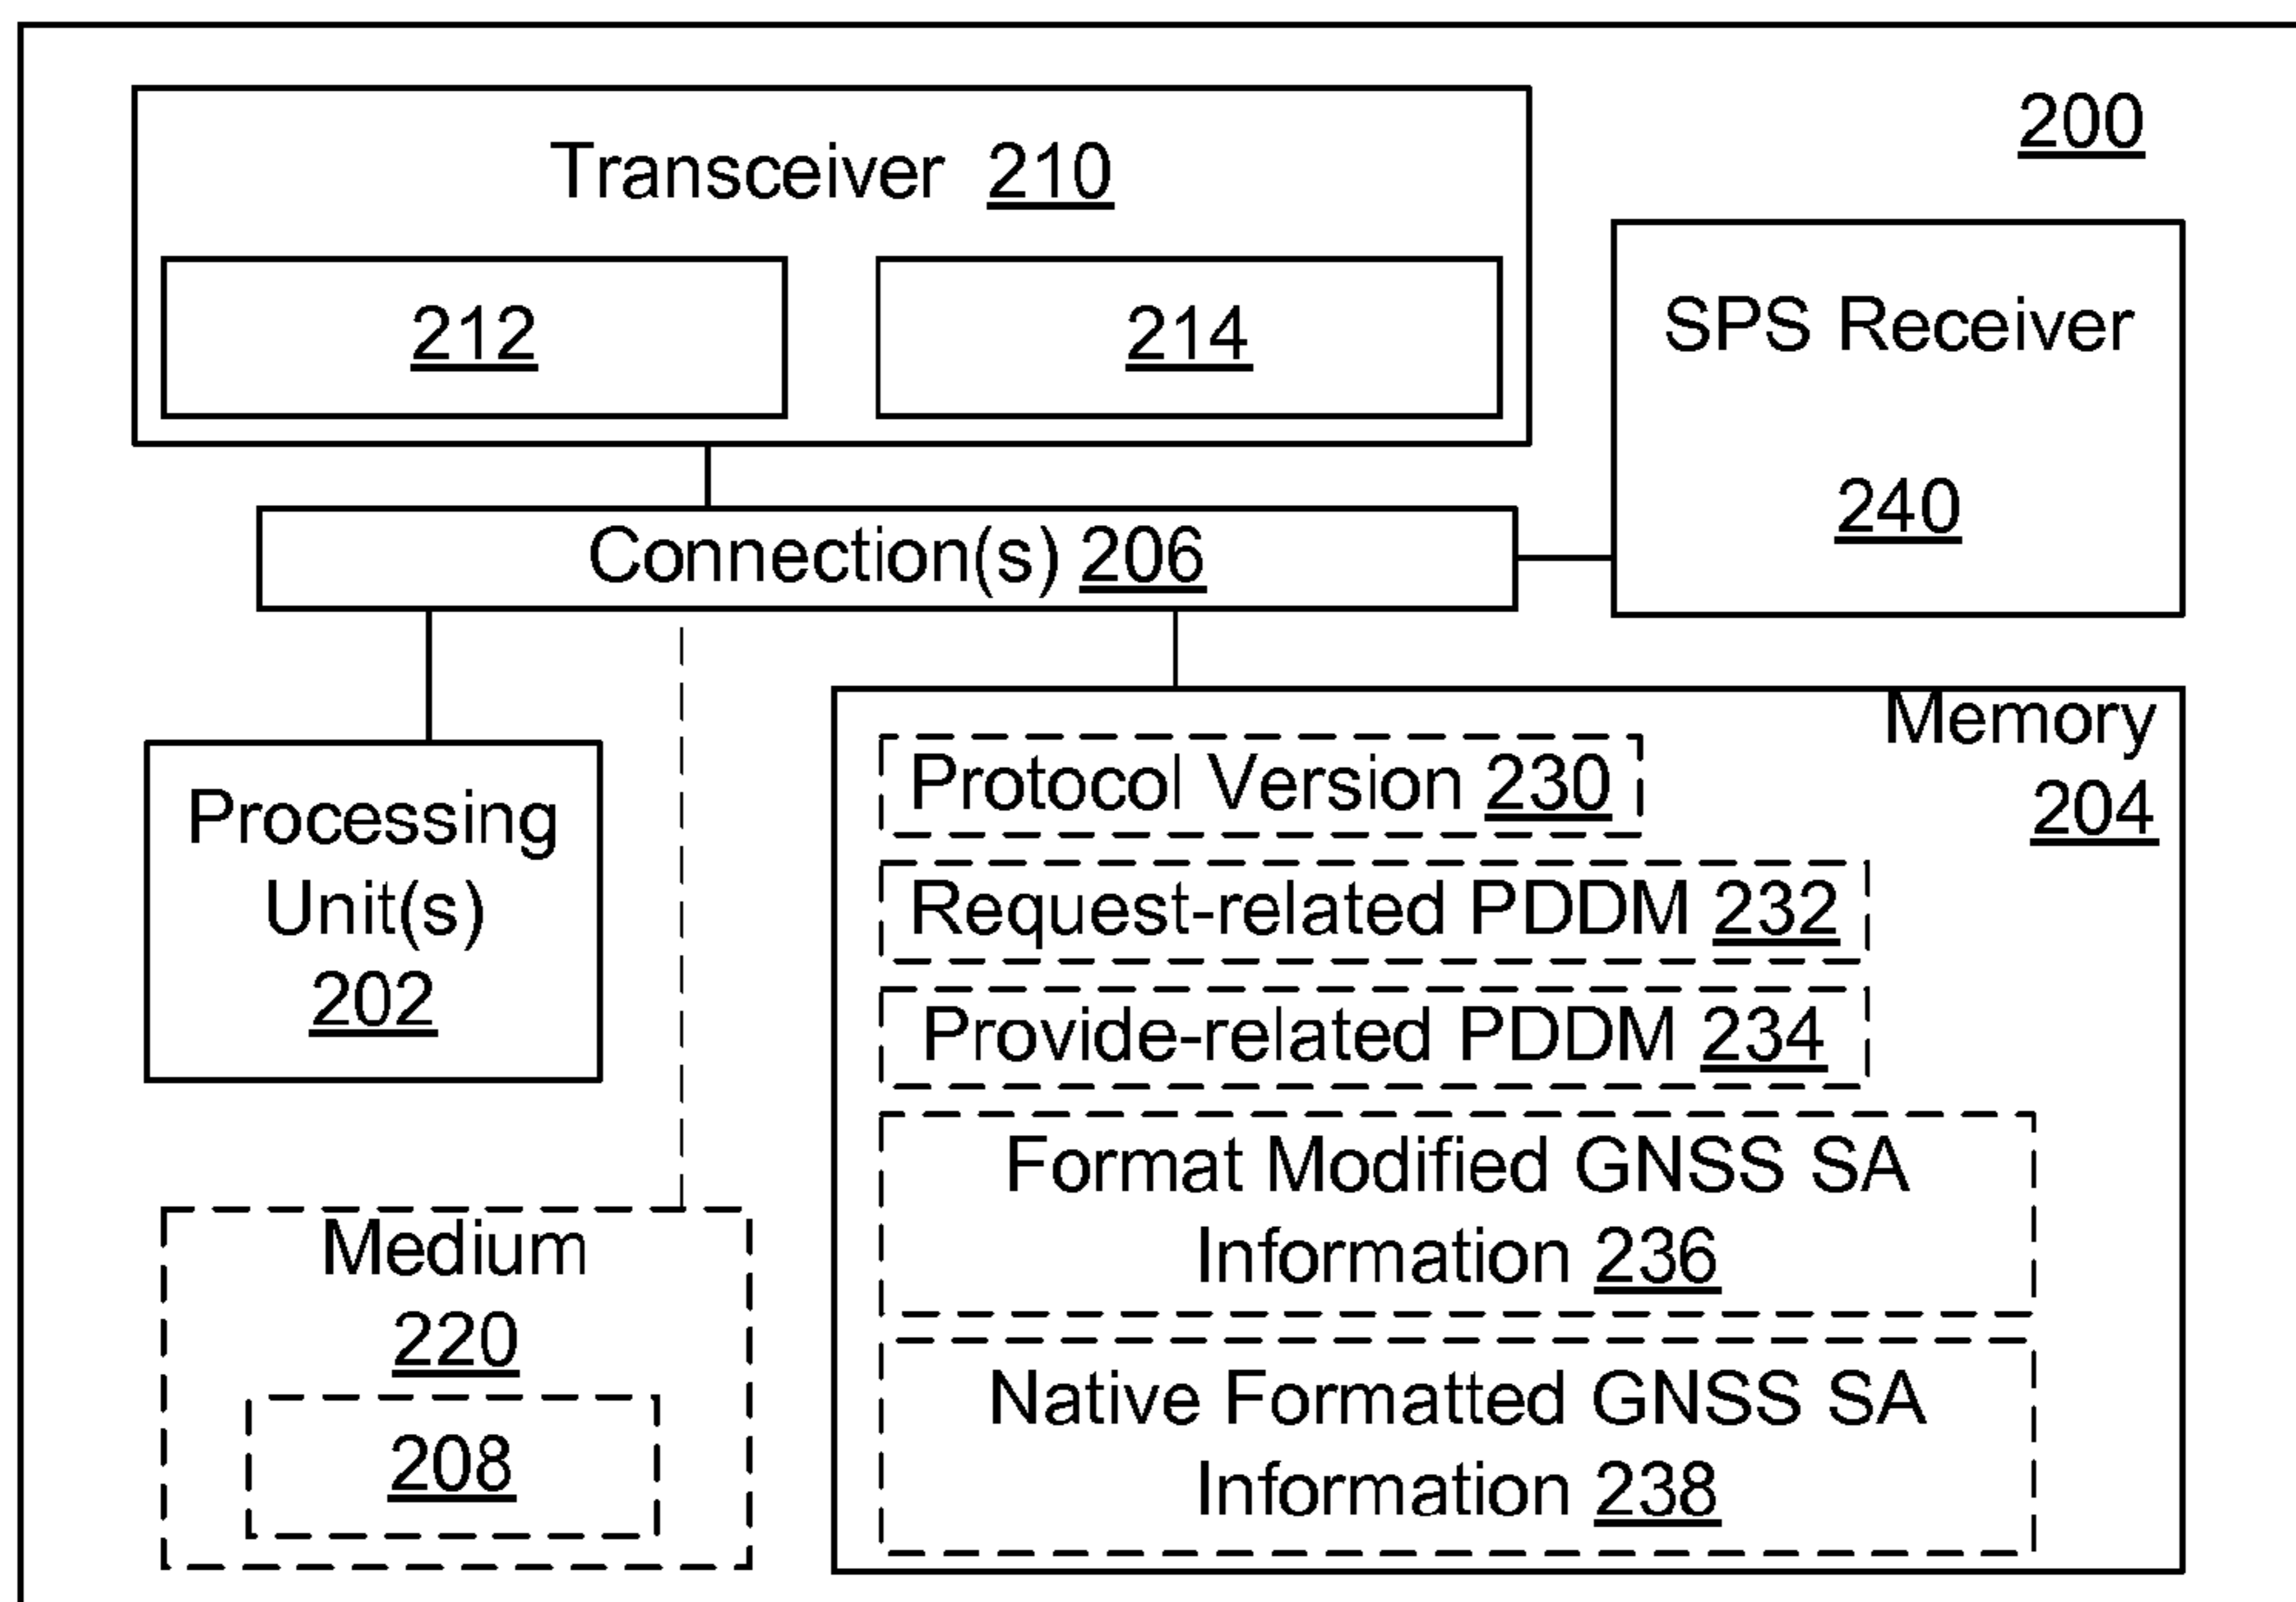 200
Transceiver 210
212
214
SPS Receiver
240
Connection(s) 206
Processing
Unit(s)
202
Memory
204
Protocol Version 230
Request-related PDDM 232
Provide-related PDDM 234
Format Modified GNSS SA
Information 236
Native Formatted GNSS SA
Information 238
Medium
220
208